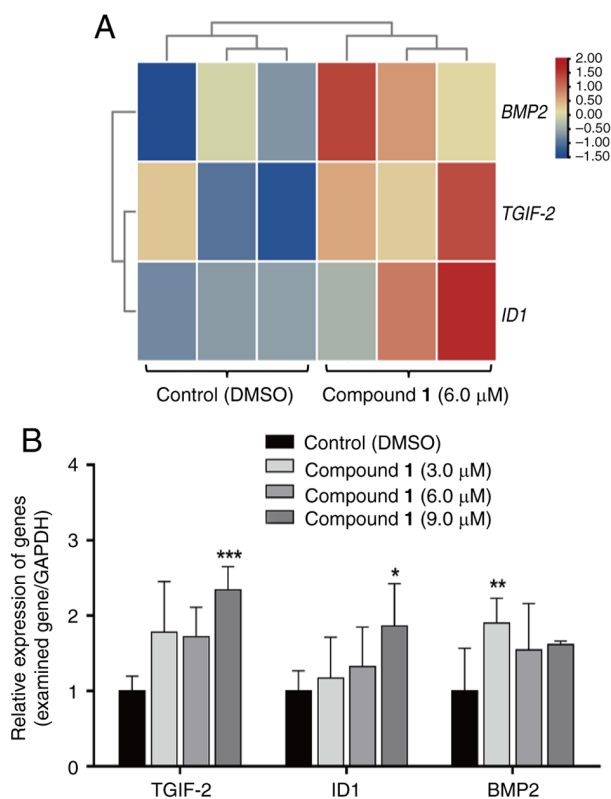 A
2.00
1.50
1.00
0.50
0.00
−0.50
−1.00
−1.50
BMP2
TGIF-2
ID1
Control (DMSO)
Compound 1 (6.0 μM)
B
Control (DMSO)
Compound 1 (3.0 μM)
Compound 1 (6.0 μM)
Compound 1 (9.0 μM)
Relative expression of genes
(examined gene/GAPDH)
4
3
2
1
0
***
*
**
TGIF-2
ID1
BMP2